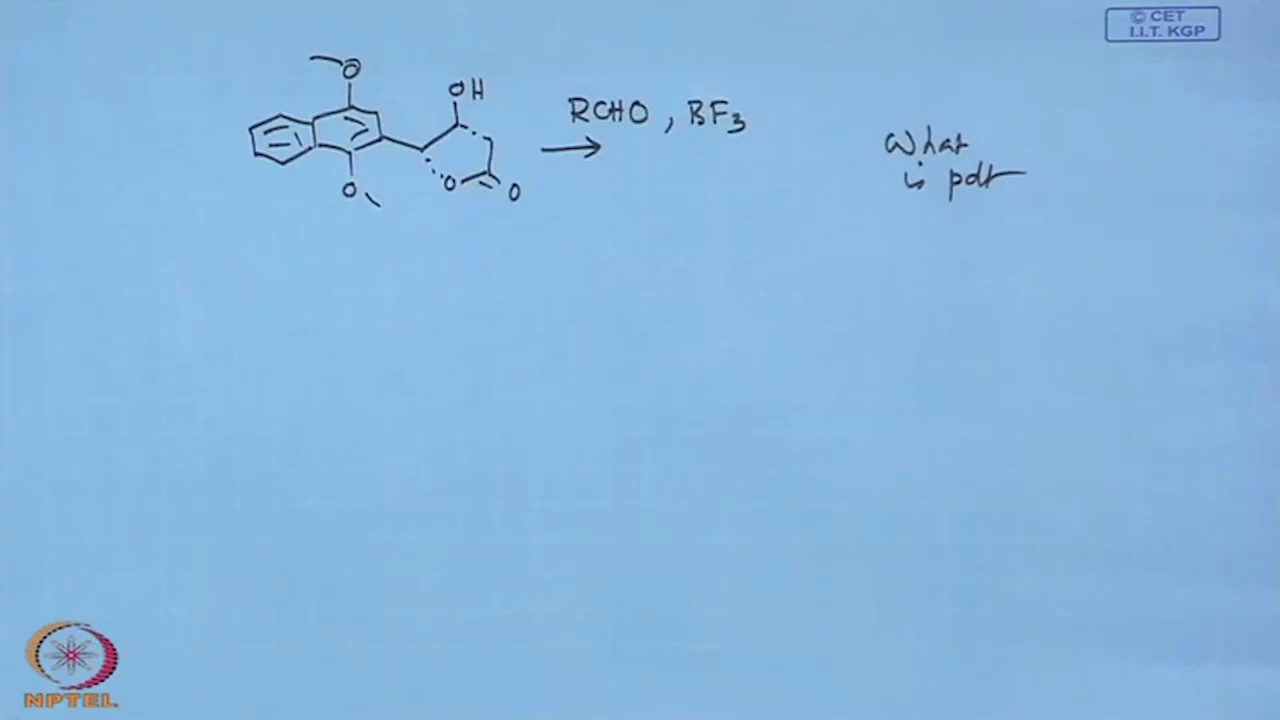 © CET
I.I.T. KGP
O
OH
RCHO, BF3
What
is pdt
O
O
O
NPTEL